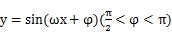 y = sin(ωx + φ)(π/2 < φ < π)